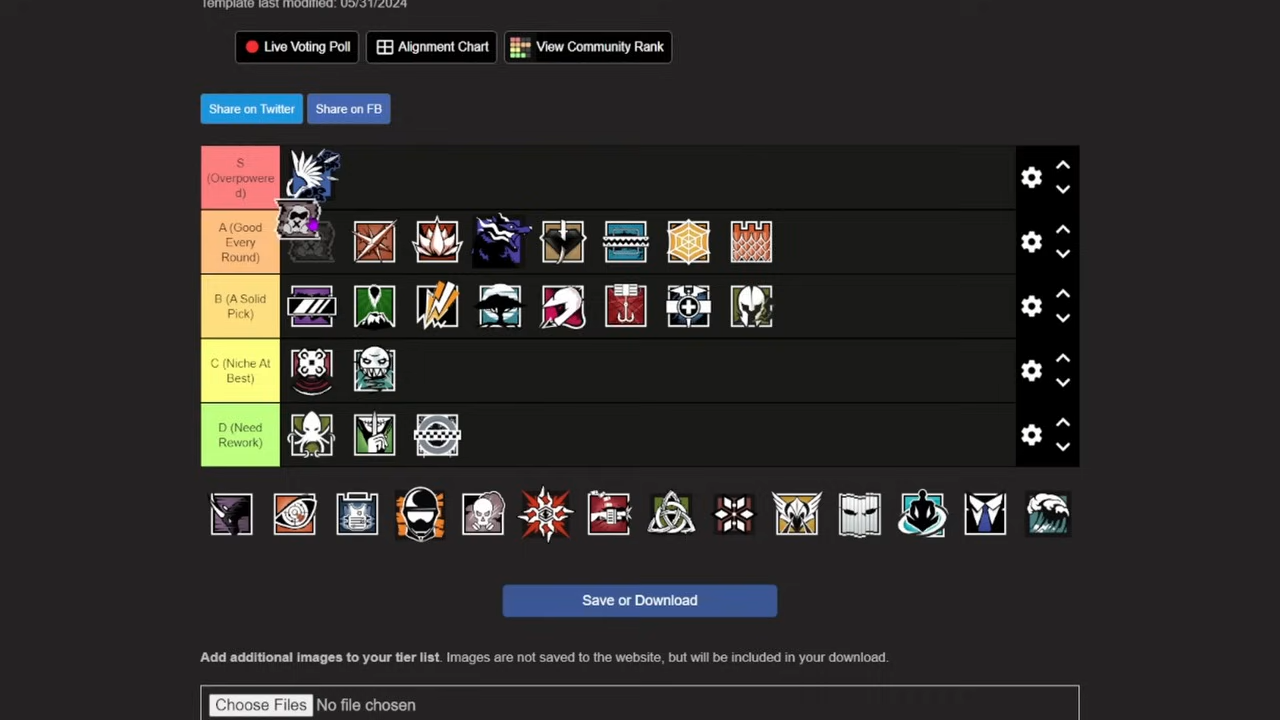 Template last modified: 05/31/2024
Live Voting Poll
Alignment Chart
View Community Rank
Share on Twitter
Share on FB
S
(Overpowere
d)
A (Good
Every
Round)
B (A Solid
Pick)
C (Niche At
Best)
D (Need
Rework)
Save or Download
Add additional images to your tier list. Images are not saved to the website, but will be included in your download.
Choose Files No file chosen